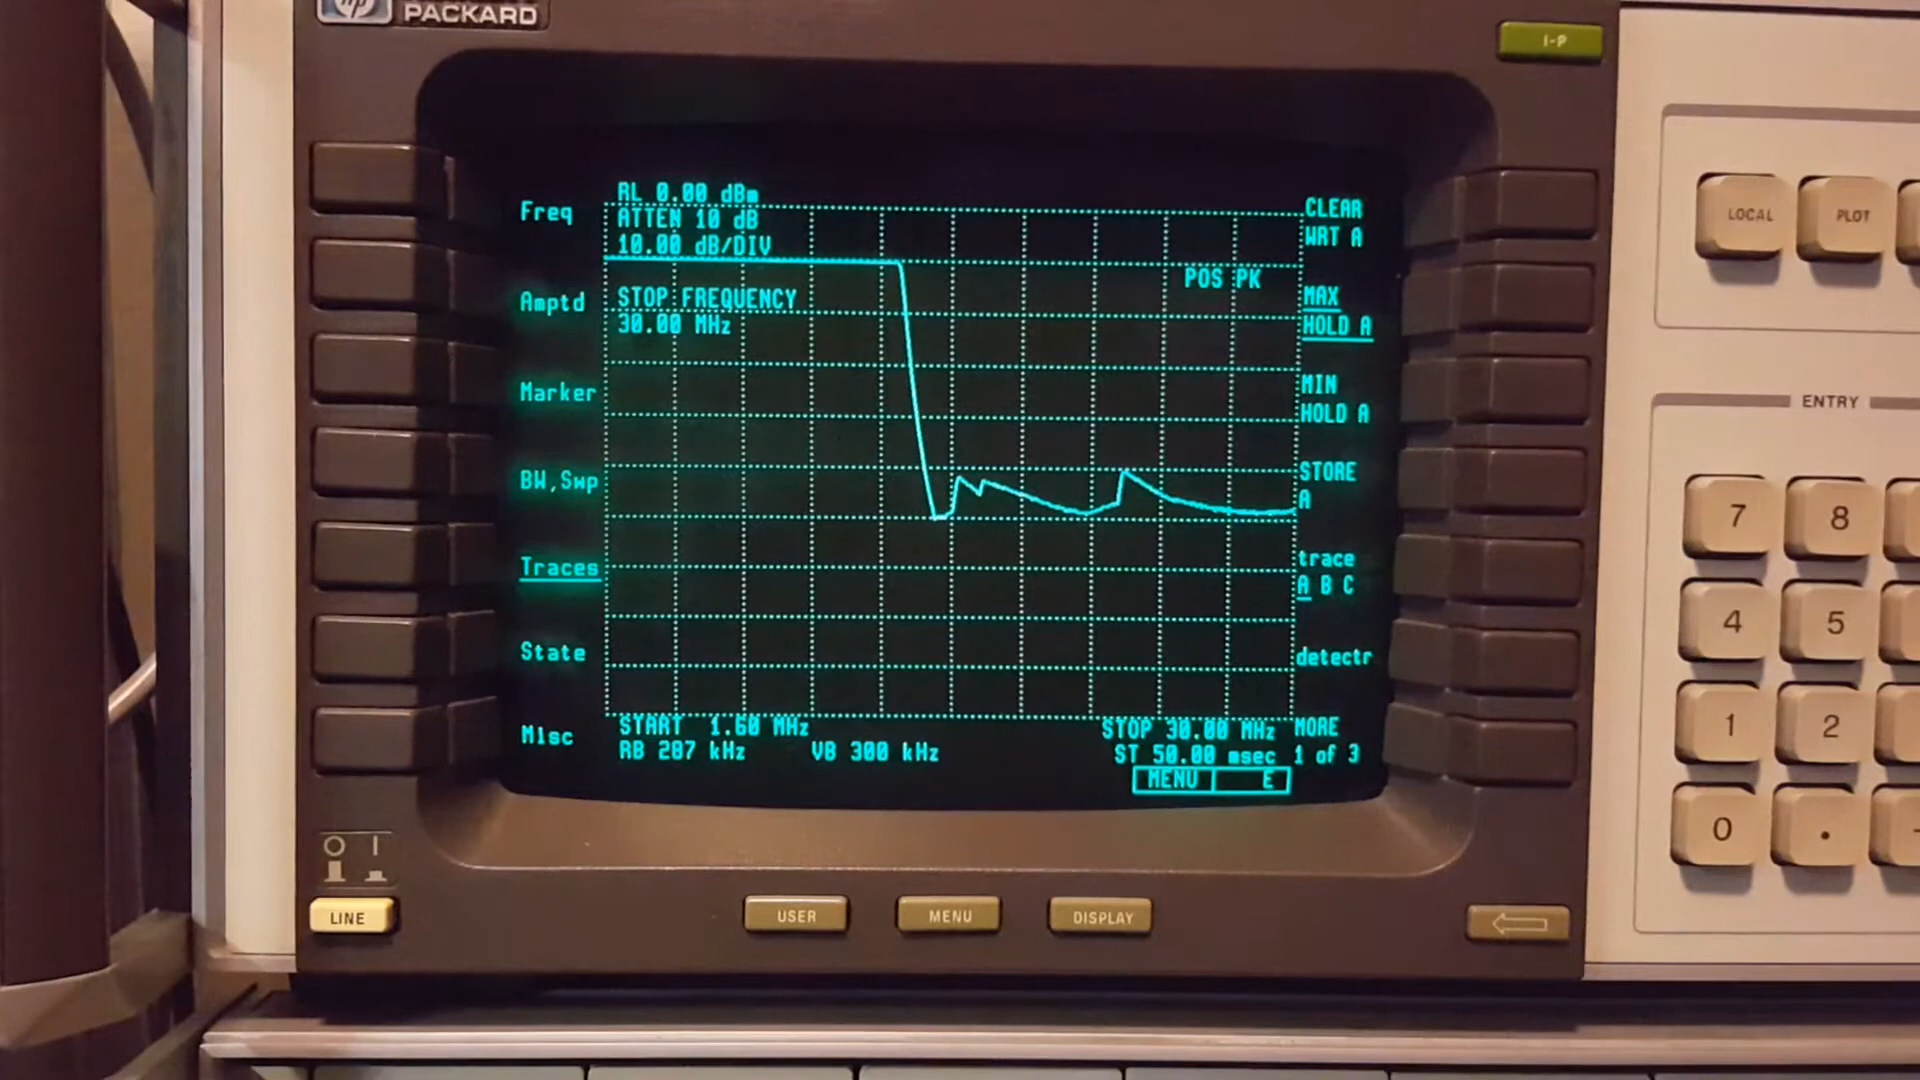 hp
PACKARD
I-P
RL 0.00 dBm
ATTEN 10 dB
10.00 dB/DIV
STOP FREQUENCY
30.00 MHz
POS PK
Freq
Amptd
Marker
BW,Swp
Traces
State
Misc
CLEAR
WRT A
MAX
HOLD A
MIN
HOLD A
STORE
A
trace
A B C
detectr
MORE
1 of 3
START 1.60 MHz
STOP 30.00 MHz
RB 287 kHz VB 300 kHz
ST 50.00 msec
MENU E
LINE
USER
MENU
DISPLAY
LOCAL
PLOT
ENTRY
7 8
4 5
1 2
0 .